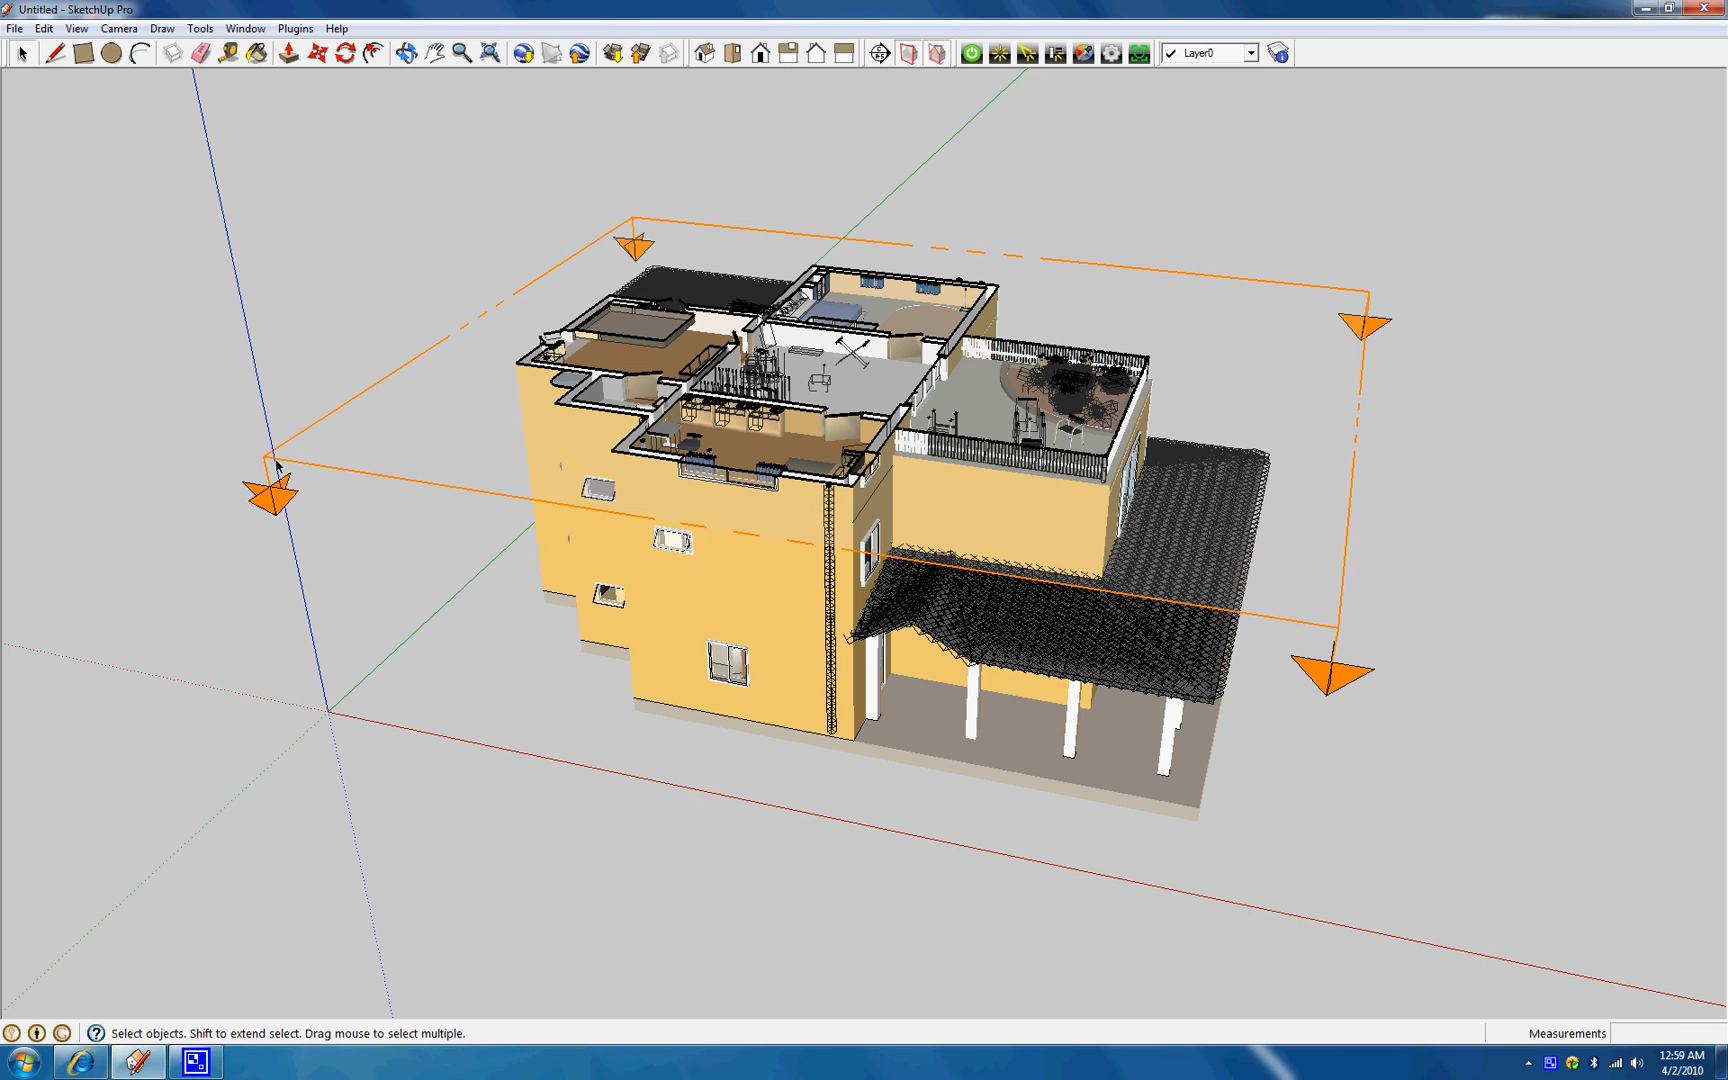 Untitled - SketchUp Pro
File Edit View Camera Draw Tools Window Plugins Help
Layer0
Select objects. Shift to extend select. Drag mouse to select multiple.
Measurements
12:59 AM
4/2/2010